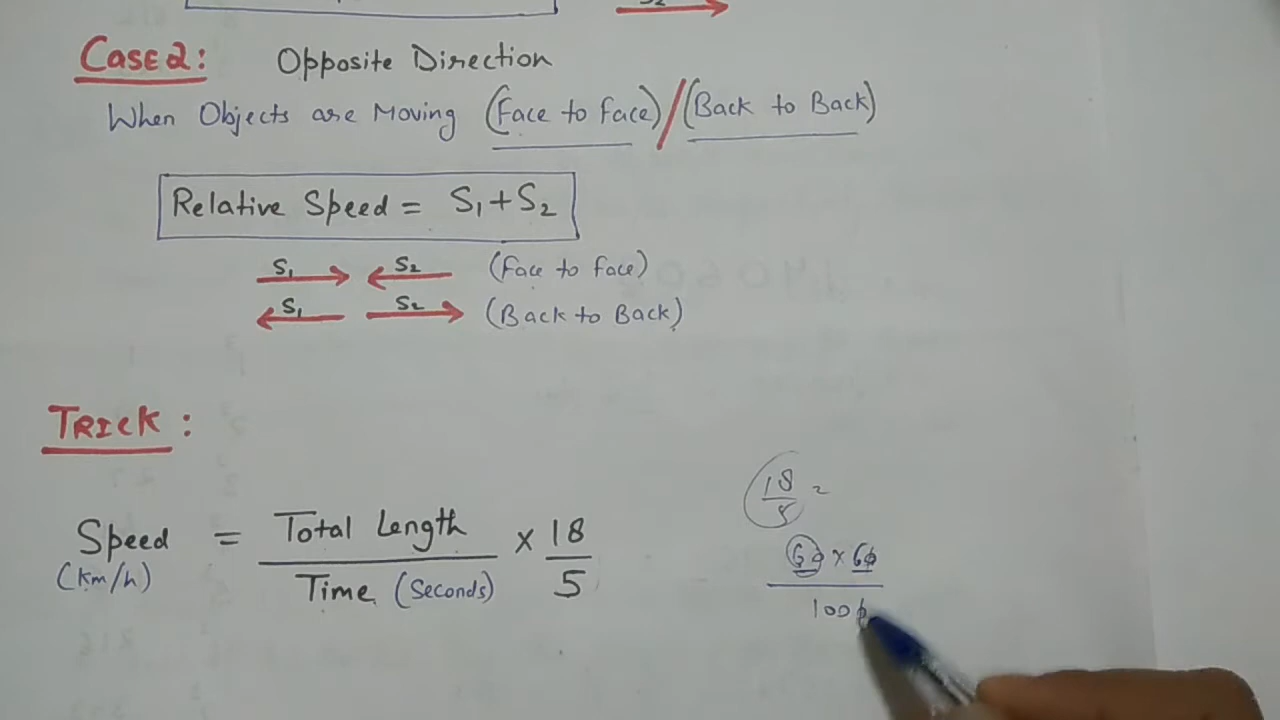 S2
Case 2: Opposite Direction
When Objects are Moving (Face to Face)/(Back to Back)
Relative Speed = S1+S2
S1 S2 (Face to Face)
S1 S2 (Back to Back)
Trick:
Speed = Total Length × 18
(km/h) Time (Seconds) 5
18 =
5
60 × 60
1000